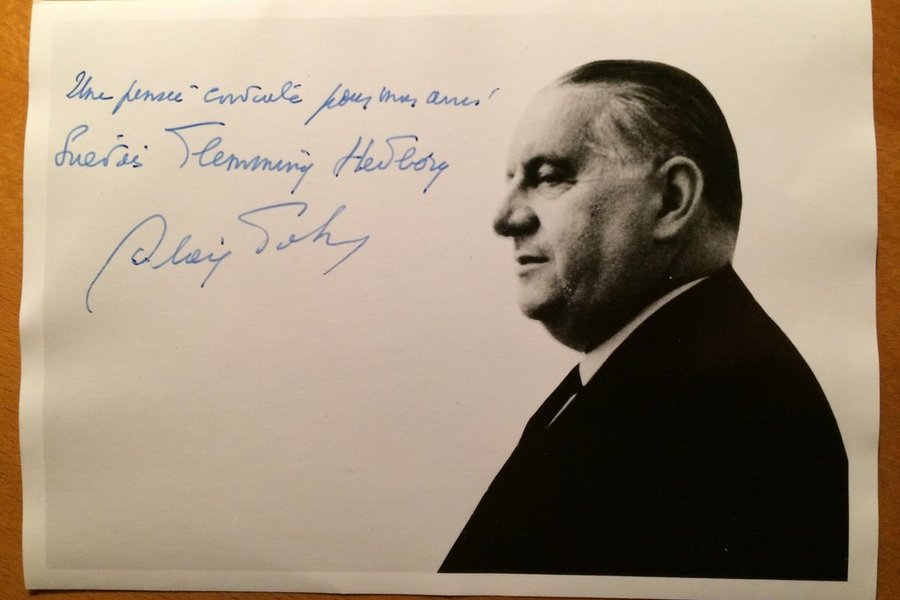 Une pensée cordiale pour mes amis
Suédois Flemming Hedborg